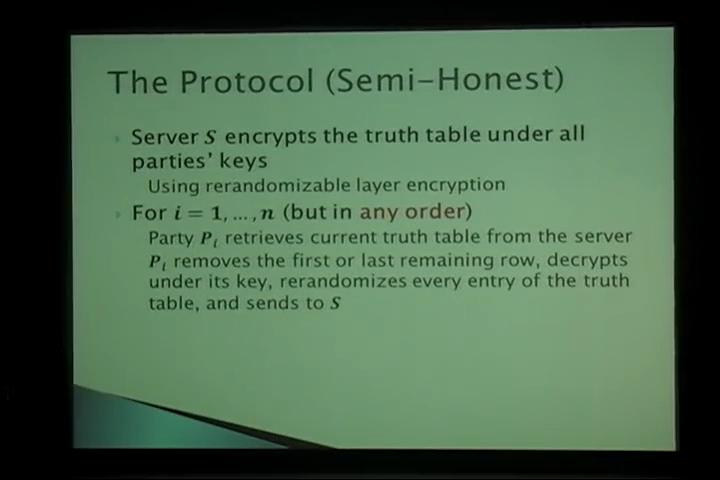 The Protocol (Semi-Honest)
Server S encrypts the truth table under all
parties' keys
Using rerandomizable layer encryption
For i = 1, ... , n (but in any order)
Party Pᵢ retrieves current truth table from the server
Pᵢ removes the first or last remaining row, decrypts
under its key, rerandomizes every entry of the truth
table, and sends to S